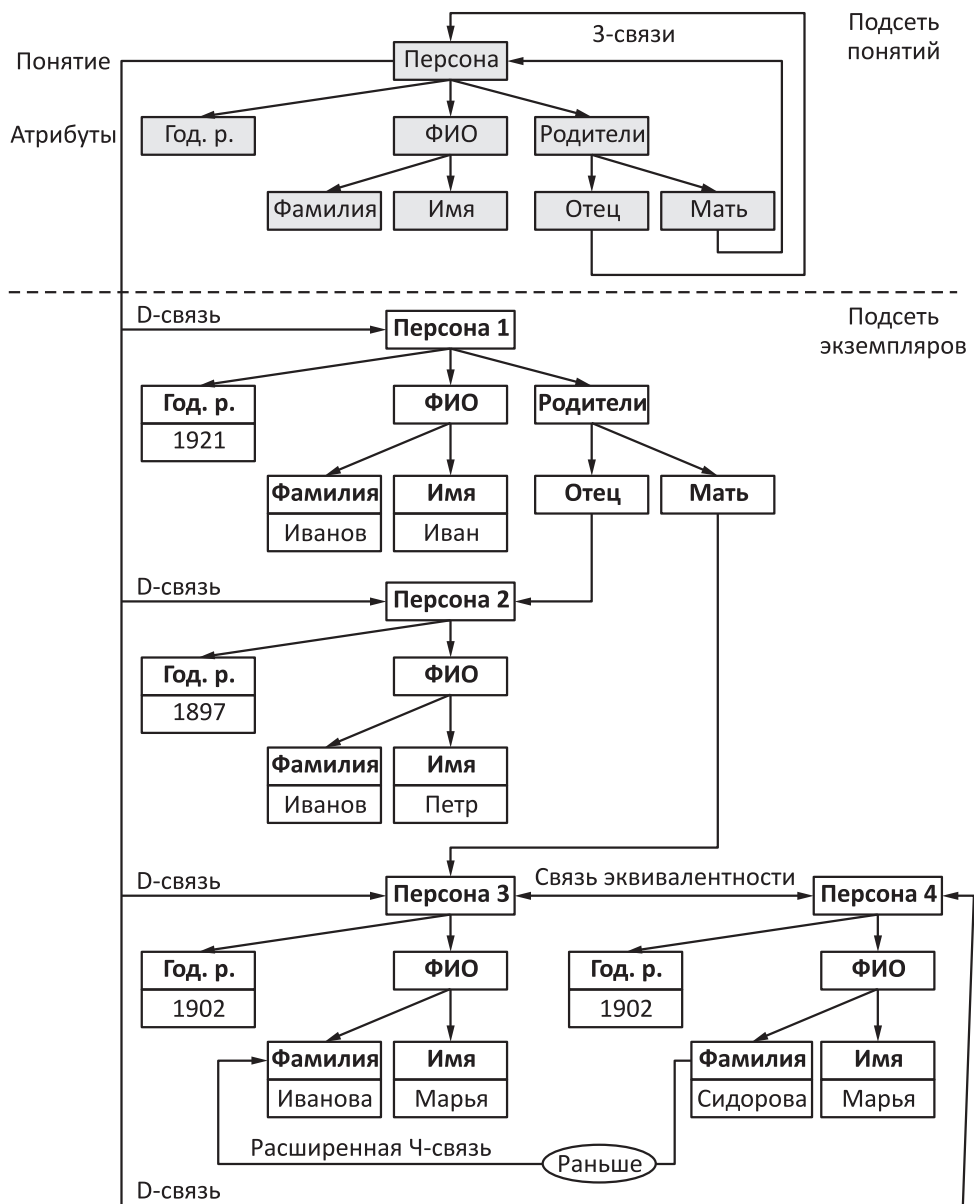 Подсеть
понятий
З-связи
Понятие
Персона
Атрибуты
Год. р.
ФИО
Родители
Фамилия
Имя
Отец
Мать
D-связь
Персона 1
Подсеть
экземпляров
Год. р.
1921
ФИО
Родители
Фамилия
Иванов
Имя
Иван
Отец
Мать
D-связь
Персона 2
Год. р.
1897
ФИО
Фамилия
Иванов
Имя
Петр
D-связь
Персона 3
Связь эквивалентности
Персона 4
Год. р.
1902
ФИО
Год. р.
1902
ФИО
Фамилия
Иванова
Имя
Марья
Фамилия
Сидорова
Имя
Марья
Расширенная Ч-связь
Раньше
D-связь